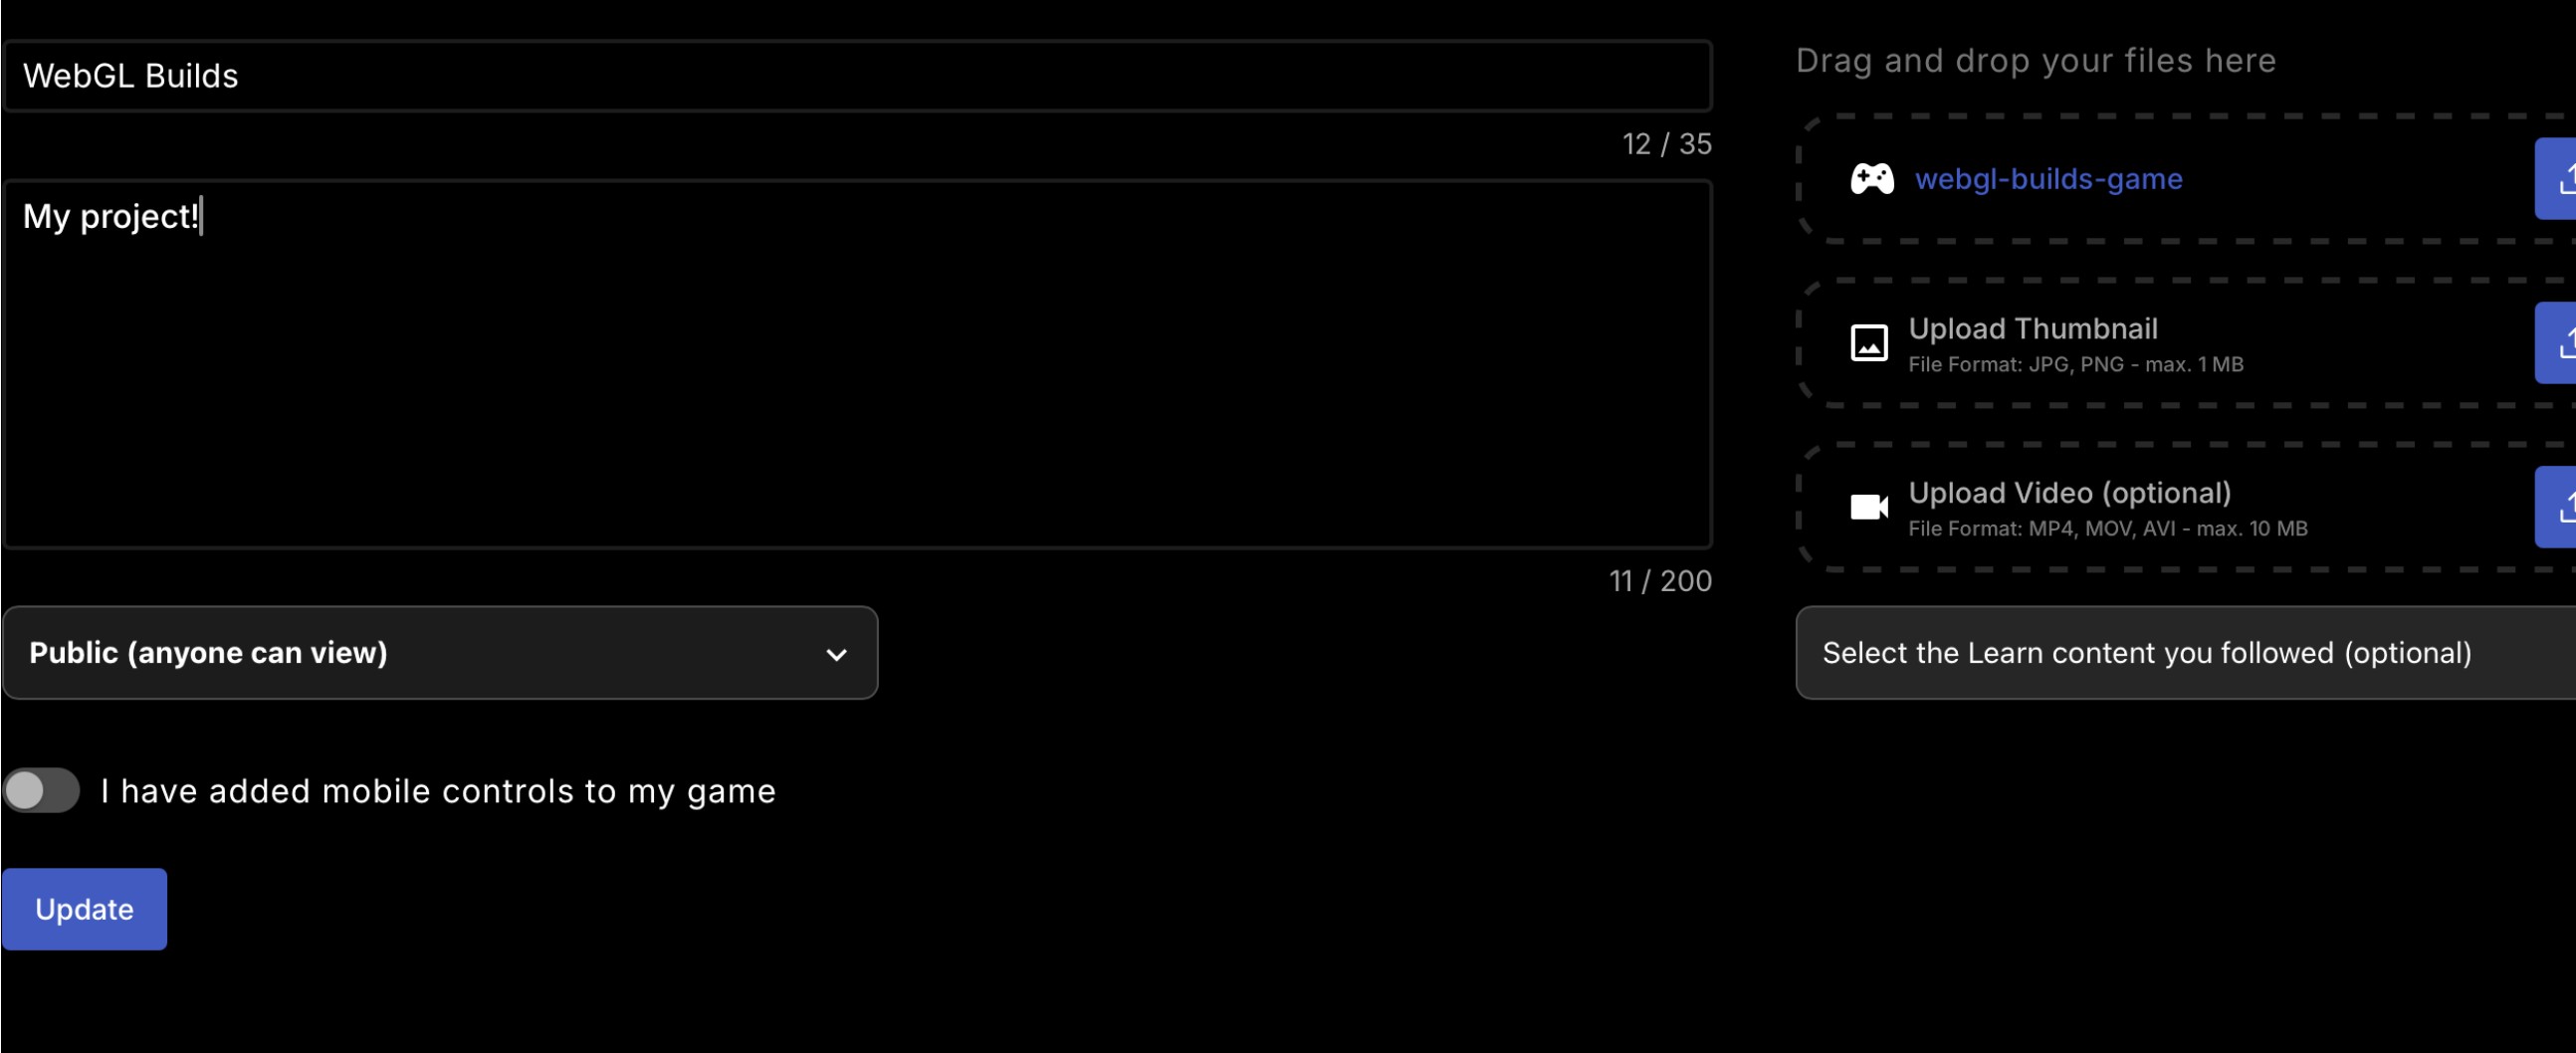 WebGL Builds
12 / 35
My project!
11 / 200
Public (anyone can view)
I have added mobile controls to my game
Update
Drag and drop your files here
webgl-builds-game
Upload Thumbnail
File Format: JPG, PNG - max. 1 MB
Upload Video (optional)
File Format: MP4, MOV, AVI - max. 10 MB
Select the Learn content you followed (optional)